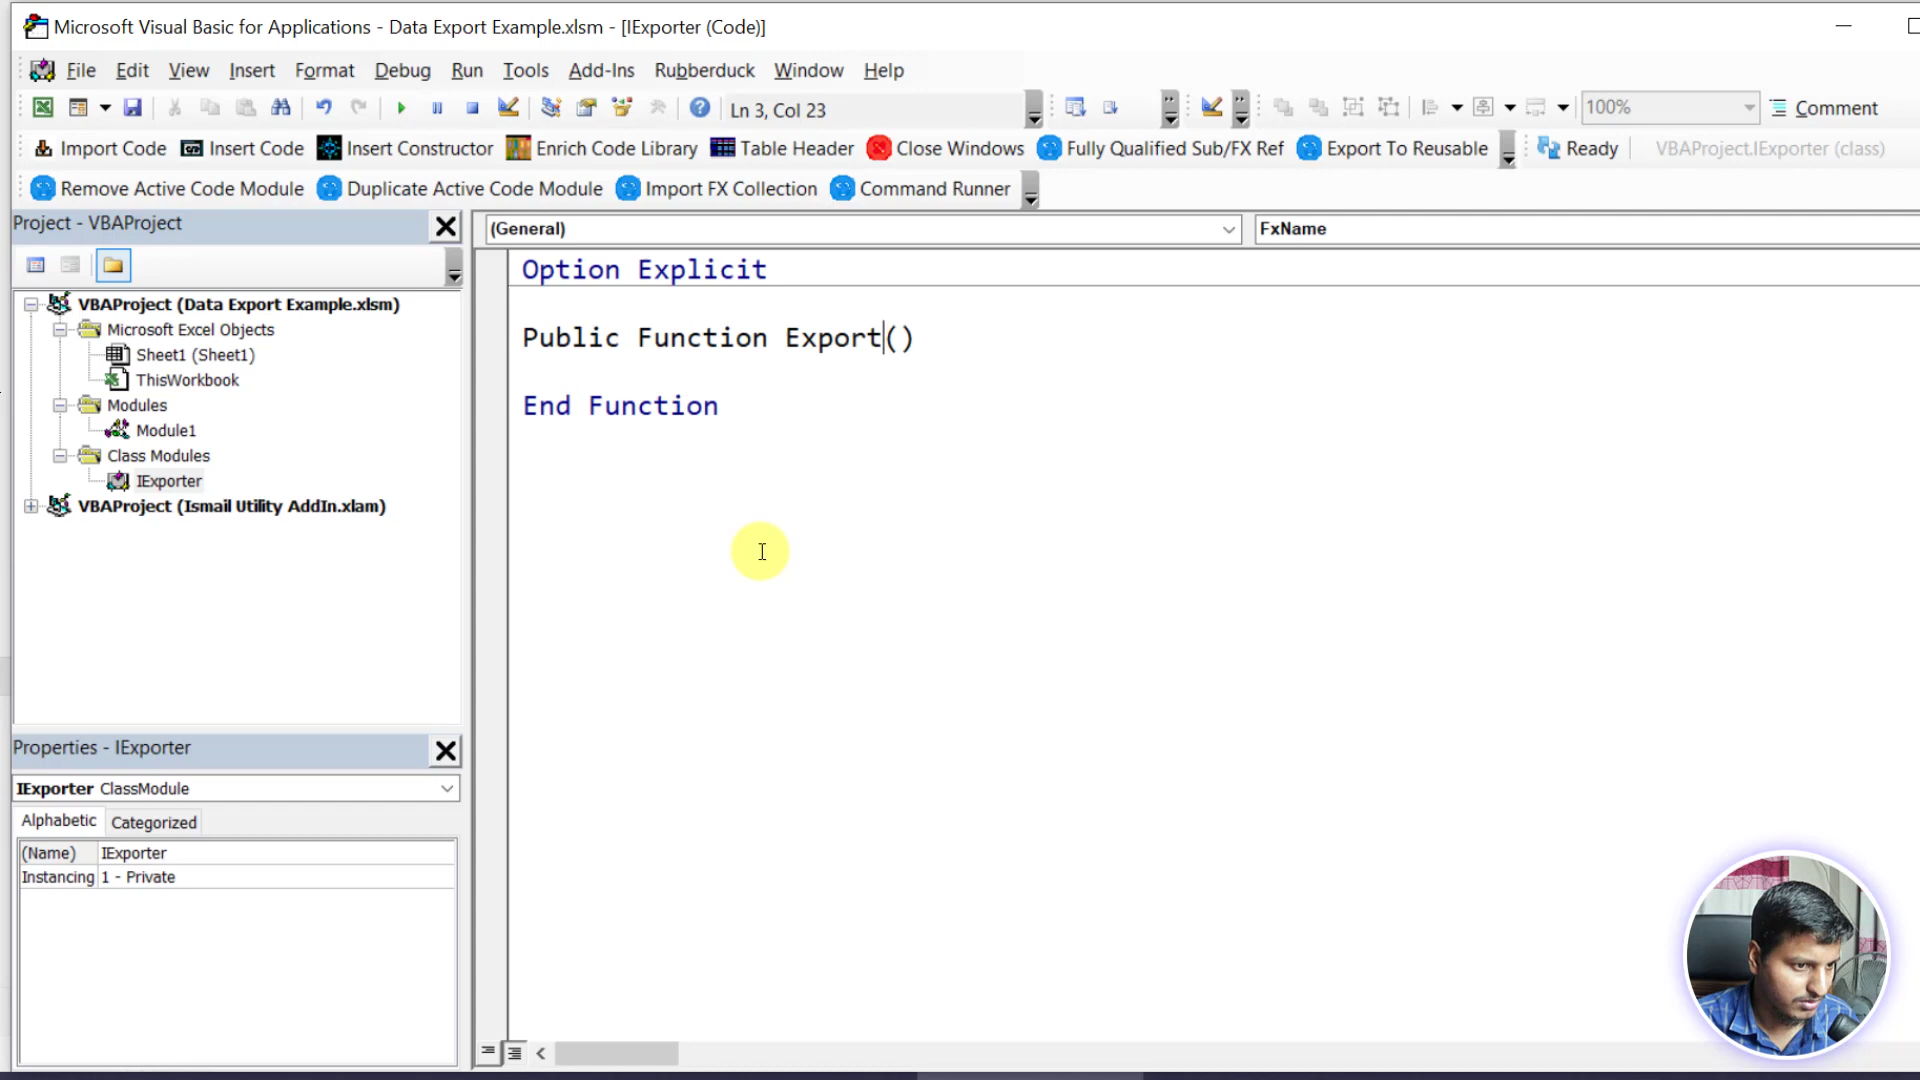 Microsoft Visual Basic for Applications - Data Export Example.xlsm - [IExporter (Code)]
File Edit View Insert Format Debug Run Tools Add-Ins Rubberduck Window Help
Ln 3, Col 23 100% Comment
Import Code Insert Code Insert Constructor Enrich Code Library Table Header Close Windows Fully Qualified Sub/FX Ref Export To Reusable Ready VBAProject.IExporter (class)
Remove Active Code Module Duplicate Active Code Module Import FX Collection Command Runner
Project - VBAProject
(General) FxName
VBAProject (Data Export Example.xlsm)
Microsoft Excel Objects
Sheet1 (Sheet1)
ThisWorkbook
Modules
Module1
Class Modules
IExporter
VBAProject (Ismail Utility AddIn.xlam)
Option Explicit
Public Function Export()
End Function
Properties - IExporter
IExporter ClassModule
Alphabetic Categorized
(Name) IExporter
Instancing 1 - Private